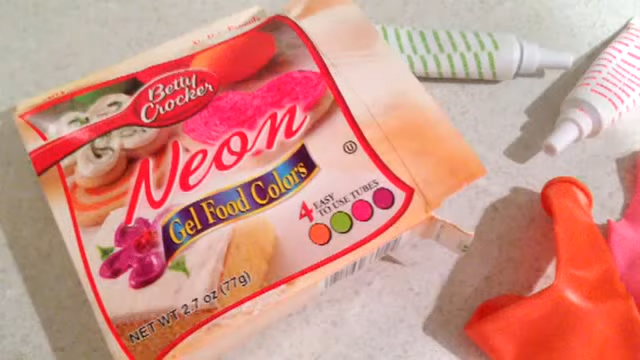 Betty
Crocker
Neon
Gel Food Colors
4 EASY
TO USE TUBES
U
NET WT 2.7 oz (77g)